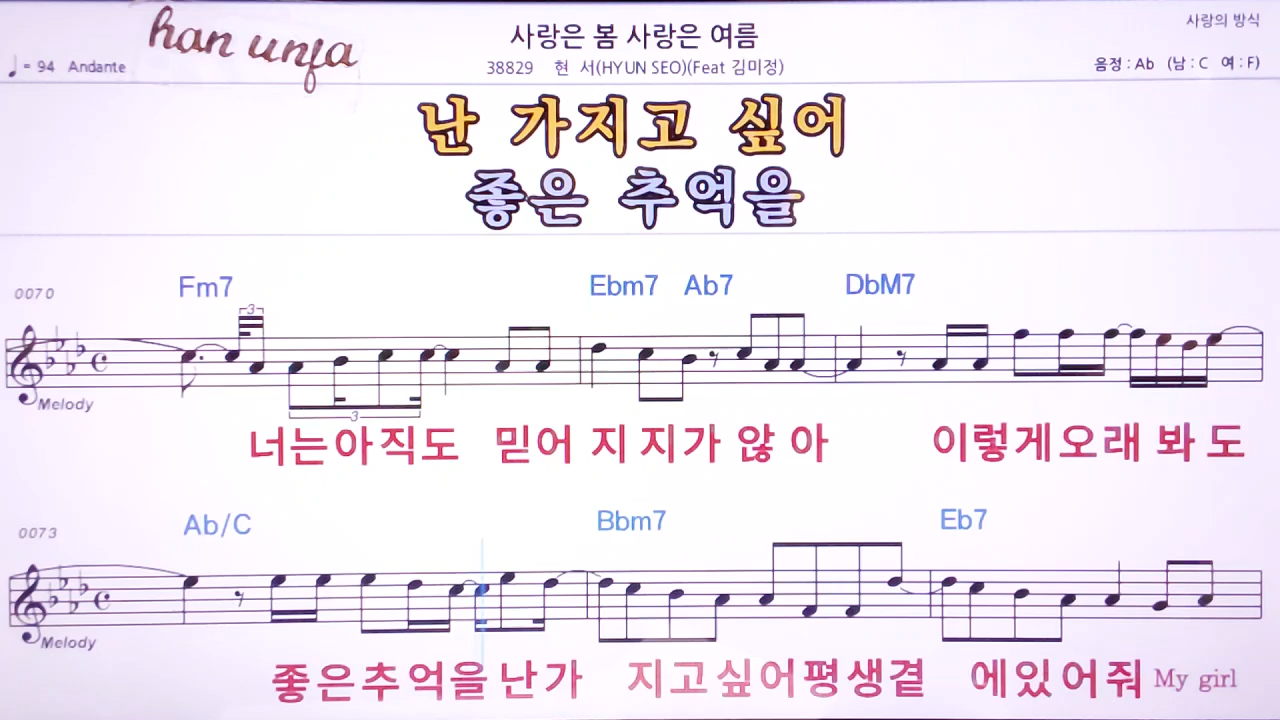 han unja
사랑은 봄 사랑은 여름
사랑의 방식
♩= 94 Andante
38829 현 서(HYUN SEO)(Feat 김미정)
음정 : Ab (남 : C 여 : F)
난 가지고 싶어
좋은 추억을
0070
Fm7 Ebm7 Ab7 DbM7
3
3
Melody
너는아직도 믿어 지 지가 않 아 이렇게오래 봐 도
0073
Ab/C Bbm7 Eb7
Melody
좋은추억을난가 지고싶어평생곁 에있어줘 My girl